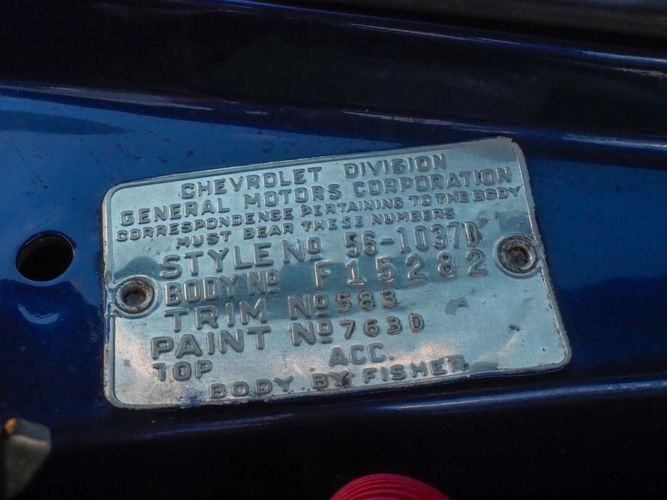 CHEVROLET DIVISION
GENERAL MOTORS CORPORATION
CORRESPONDENCE PERTAINING TO THE BODY
MUST BEAR THESE NUMBERS
STYLE Nº 56-1037D
BODY Nº F15282
TRIM Nº 583
PAINT Nº 763D
TOP ACC.
BODY BY FISHER